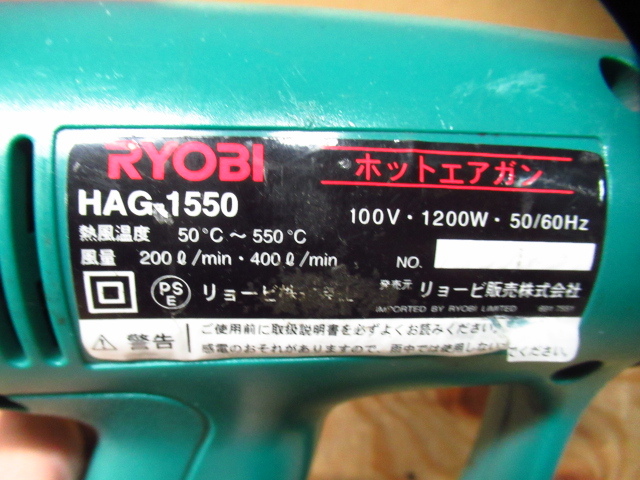 RYOBI
ホットエアガン
HAG-1550
100V・1200W・50/60Hz
熱風温度 50℃～550℃
風量 200ℓ/min・400ℓ/min
NO.
PSE リョービ
発売元 リョービ販売株式会社
IMPORTED BY RYOBI LIMITED
⚠ 警告
ご使用前に取扱説明書を必ずよくお読みください。
感電のおそれがありますので、雨中では使用しないでください。